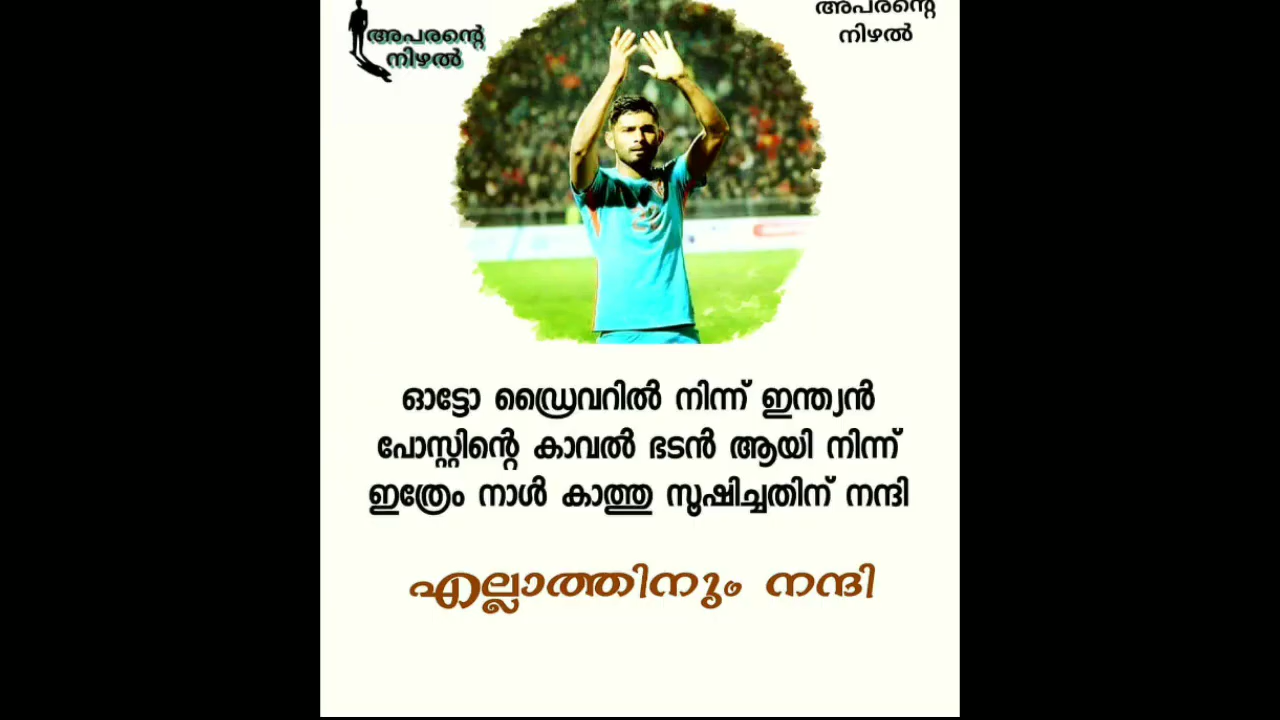 അപരന്റെ
നിഴൽ
അപരന്റെ
നിഴൽ
ഓട്ടോ ഡ്രൈവറിൽ നിന്ന് ഇന്ത്യൻ
പോസ്റ്റിന്റെ കാവൽ ഭടൻ ആയി നിന്ന്
ഇത്രേം നാൾ കാത്തു സൂഷിച്ചതിന് നന്ദി
എല്ലാത്തിനും നന്ദി